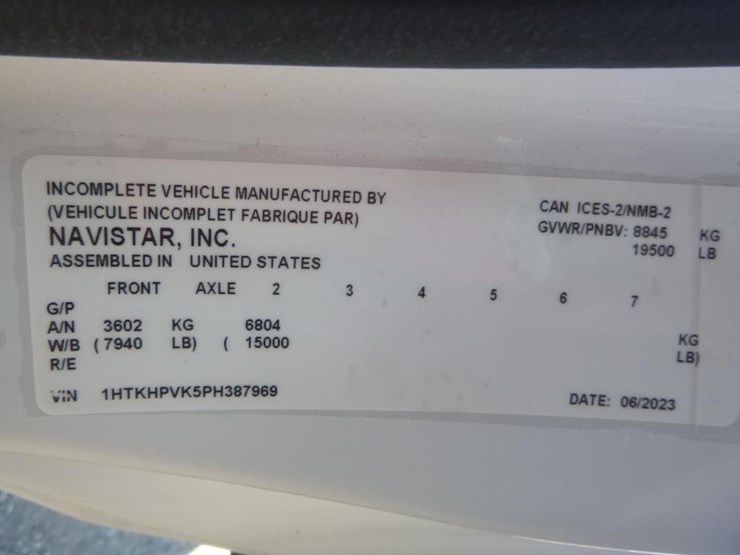 INCOMPLETE VEHICLE MANUFACTURED BY
(VEHICULE INCOMPLET FABRIQUE PAR)
NAVISTAR, INC.
ASSEMBLED IN UNITED STATES
CAN ICES-2/NMB-2
GVWR/PNBV: 8845 KG
19500 LB
FRONT AXLE 2 3 4 5 6 7
G/P
A/N 3602 KG 6804 KG
W/B ( 7940 LB) ( 15000 LB)
R/E
VIN 1HTKHPVK5PH387969
DATE: 06/2023